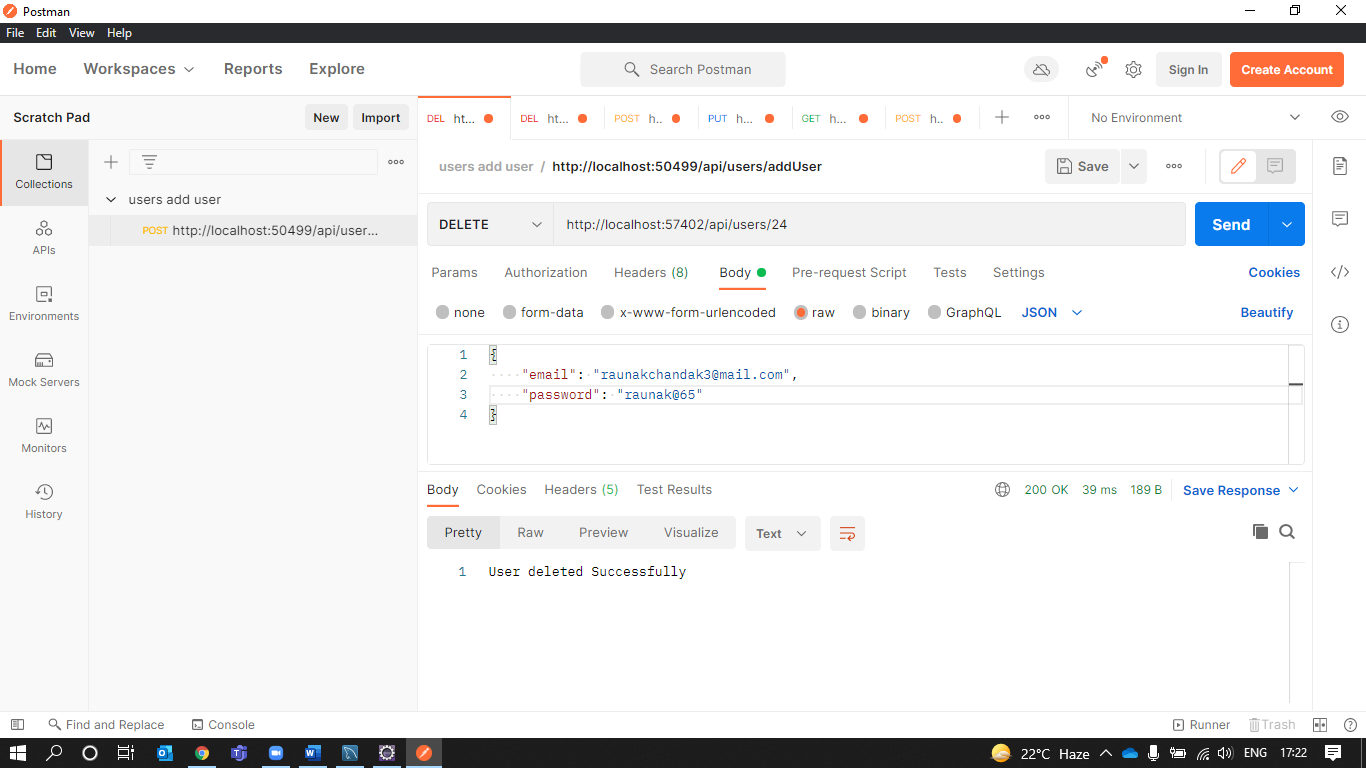 Postman
File Edit View Help
Home Workspaces Reports Explore Search Postman Sign In Create Account
Scratch Pad New Import
DEL ht... DEL ht... POST h.. PUT h... GET h... POST h.. No Environment
Collections
APIs
Environments
Mock Servers
Monitors
History
users add user
POST http://localhost:50499/api/user...
users add user / http://localhost:50499/api/users/addUser Save
DELETE http://localhost:57402/api/users/24 Send
Params Authorization Headers (8) Body Pre-request Script Tests Settings Cookies
none form-data x-www-form-urlencoded raw binary GraphQL JSON Beautify
1 {
2 "email": "raunakchandak3@mail.com",
3 "password": "raunak@65"
4 }
Body Cookies Headers (5) Test Results 200 OK 39 ms 189 B Save Response
Pretty Raw Preview Visualize Text
1 User deleted Successfully
Find and Replace Console Runner Trash
22°C Haze ENG 17:22